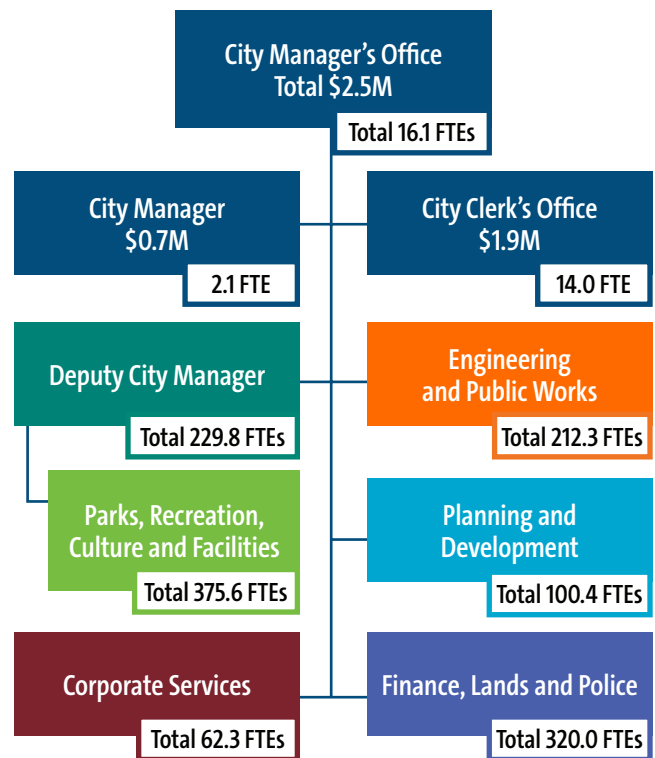 City Manager's Office
Total $2.5M
Total 16.1 FTEs
City Manager
$0.7M
2.1 FTE
City Clerk's Office
$1.9M
14.0 FTE
Deputy City Manager
Total 229.8 FTEs
Engineering
and Public Works
Total 212.3 FTEs
Parks, Recreation,
Culture and Facilities
Total 375.6 FTEs
Planning and
Development
Total 100.4 FTEs
Corporate Services
Total 62.3 FTEs
Finance, Lands and Police
Total 320.0 FTEs